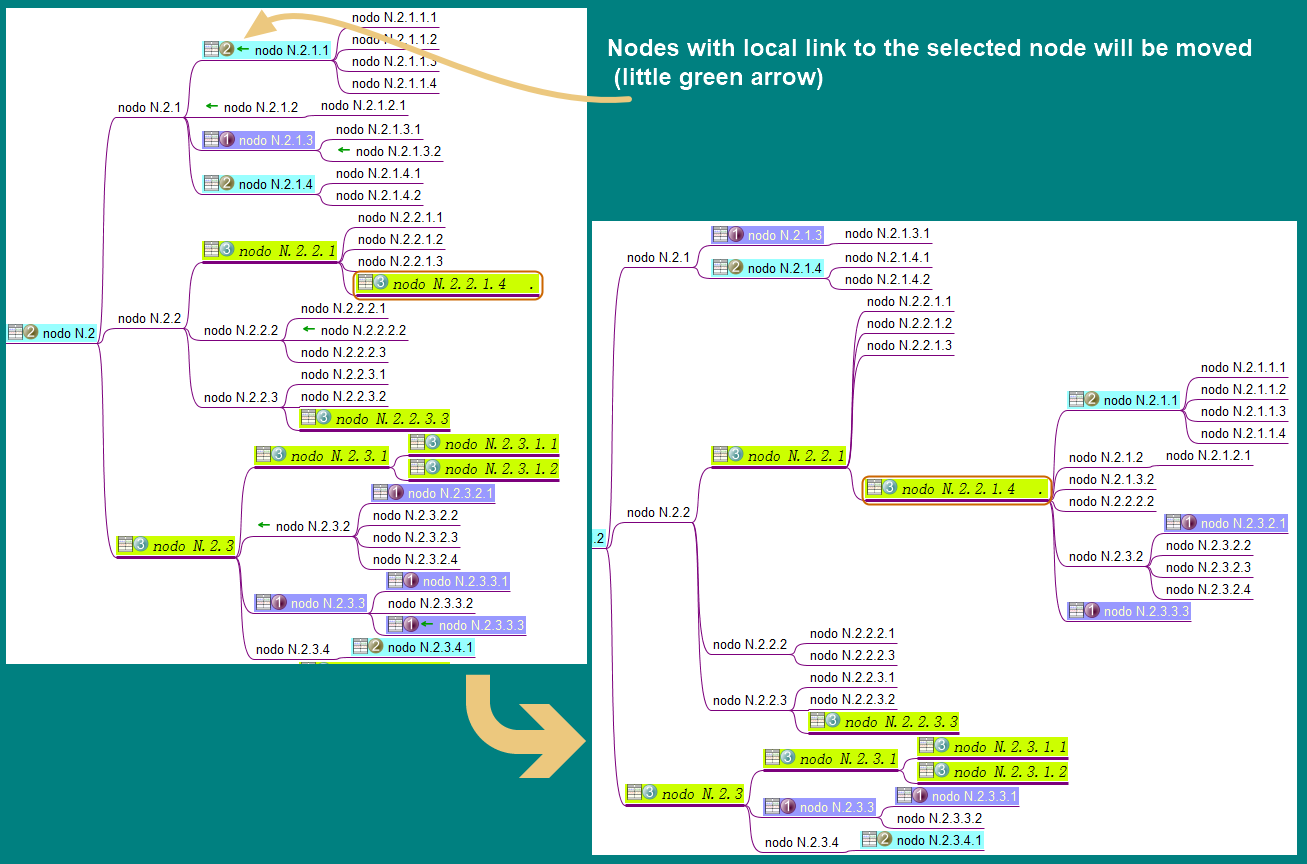 Nodes with local link to the selected node will be moved
(little green arrow)
nodo N.2.1.1.1
nodo N.2.1.1.2
2 nodo N.2.1.1
nodo N.2.1.1.3
nodo N.2.1.1.4
nodo N.2.1
nodo N.2.1.2
nodo N.2.1.2.1
nodo N.2.1.3.1
1 nodo N.2.1.3
nodo N.2.1.3.2
nodo N.2.1.4.1
2 nodo N.2.1.4
nodo N.2.1.4.2
nodo N.2.2.1.1
nodo N.2.2.1.2
3 nodo N.2.2.1
nodo N.2.2.1.3
3 nodo N.2.2.1.4 .
nodo N.2.2.2.1
nodo N.2.2
nodo N.2.2.2
nodo N.2.2.2.2
2 nodo N.2
nodo N.2.2.2.3
nodo N.2.2.3.1
nodo N.2.2.3
nodo N.2.2.3.2
3 nodo N.2.2.3.3
3 nodo N.2.3.1.1
3 nodo N.2.3.1
3 nodo N.2.3.1.2
1 nodo N.2.3.2.1
nodo N.2.3.2.2
nodo N.2.3.2
nodo N.2.3.2.3
3 nodo N.2.3
nodo N.2.3.2.4
1 nodo N.2.3.3.1
1 nodo N.2.3.3
nodo N.2.3.3.2
1 nodo N.2.3.3.3
nodo N.2.3.4
2 nodo N.2.3.4.1
1 nodo N.2.1.3
nodo N.2.1.3.1
nodo N.2.1
nodo N.2.1.4.1
2 nodo N.2.1.4
nodo N.2.1.4.2
nodo N.2.2.1.1
nodo N.2.2.1.2
nodo N.2.2.1.3
nodo N.2.1.1.1
nodo N.2.1.1.2
2 nodo N.2.1.1
nodo N.2.1.1.3
nodo N.2.1.1.4
3 nodo N.2.2.1
nodo N.2.1.2
nodo N.2.1.2.1
nodo N.2.1.3.2
3 nodo N.2.2.1.4 .
nodo N.2.2.2.2
nodo N.2.2
1 nodo N.2.3.2.1
nodo N.2.3.2.2
.2
nodo N.2.3.2
nodo N.2.3.2.3
nodo N.2.3.2.4
1 nodo N.2.3.3.3
nodo N.2.2.2.1
nodo N.2.2.2
nodo N.2.2.2.3
nodo N.2.2.3.1
nodo N.2.2.3
nodo N.2.2.3.2
3 nodo N.2.2.3.3
3 nodo N.2.3.1.1
3 nodo N.2.3.1
3 nodo N.2.3.1.2
3 nodo N.2.3
1 nodo N.2.3.3.1
1 nodo N.2.3.3
nodo N.2.3.3.2
nodo N.2.3.4
2 nodo N.2.3.4.1